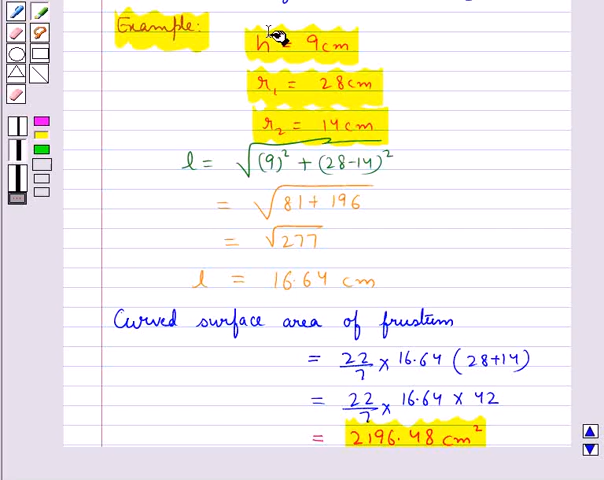 Example:
h = 9cm
r₁ = 28cm
r₂ = 14cm
l = √(9)² + (28-14)²
= √81 + 196
= √277
l = 16.64 cm
Curved surface area of frustum
= 22/7 × 16.64 (28+14)
= 22/7 × 16.64 × 42
= 2196.48 cm²